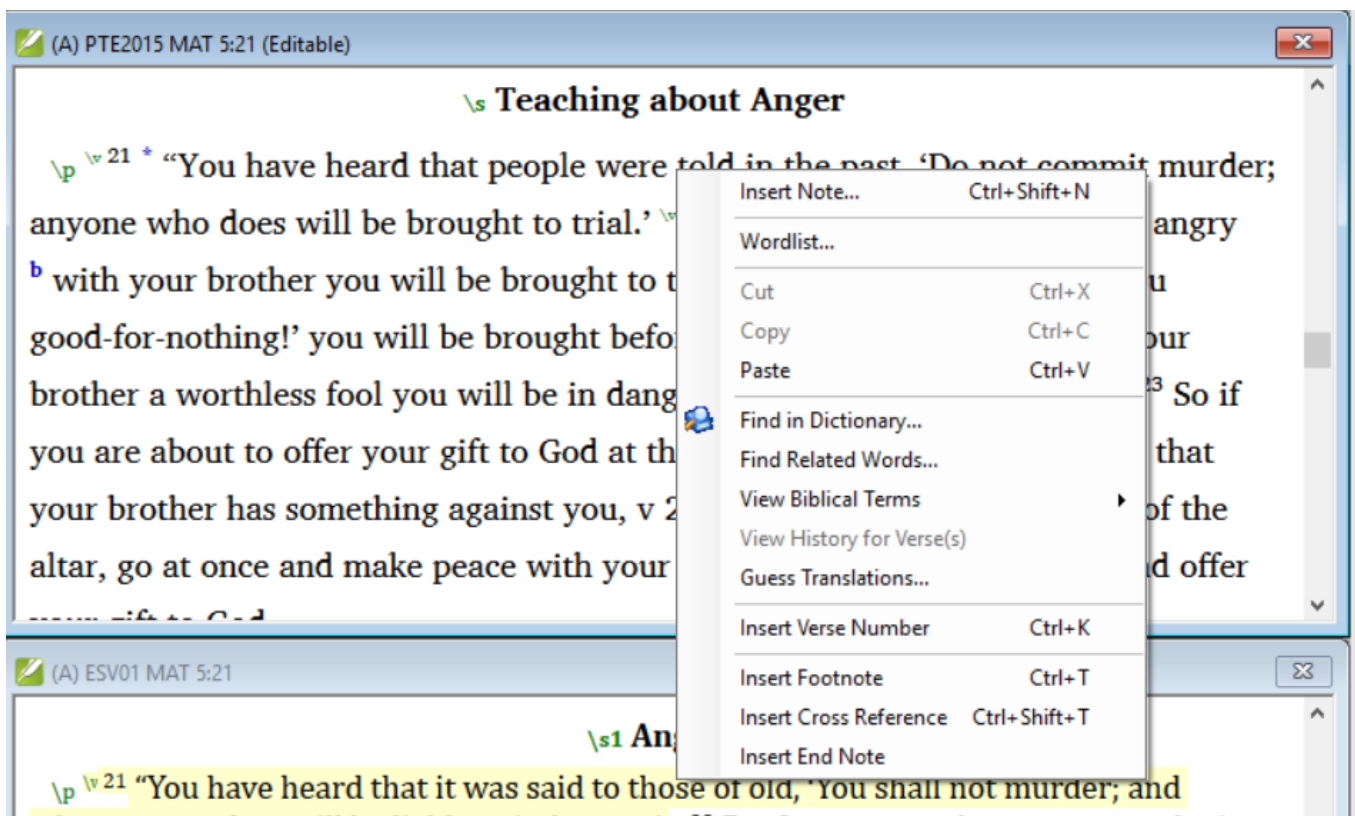 (A) PTE2015 MAT 5:21 (Editable)
\s Teaching about Anger
\p \v 21 * “You have heard that people were told in the past, ‘Do not commit murder;
anyone who does will be brought to trial.’ \v angry
b with your brother you will be brought to t u
good-for-nothing!’ you will be brought befo our
brother a worthless fool you will be in dang 23 So if
you are about to offer your gift to God at th that
your brother has something against you, v 2 of the
altar, go at once and make peace with your d offer
your gift to God
Insert Note... Ctrl+Shift+N
Wordlist...
Cut Ctrl+X
Copy Ctrl+C
Paste Ctrl+V
Find in Dictionary...
Find Related Words...
View Biblical Terms
View History for Verse(s)
Guess Translations...
Insert Verse Number Ctrl+K
Insert Footnote Ctrl+T
Insert Cross Reference Ctrl+Shift+T
Insert End Note
(A) ESV01 MAT 5:21
\s1 Ang
\p \v 21 “You have heard that it was said to those of old, ‘You shall not murder; and